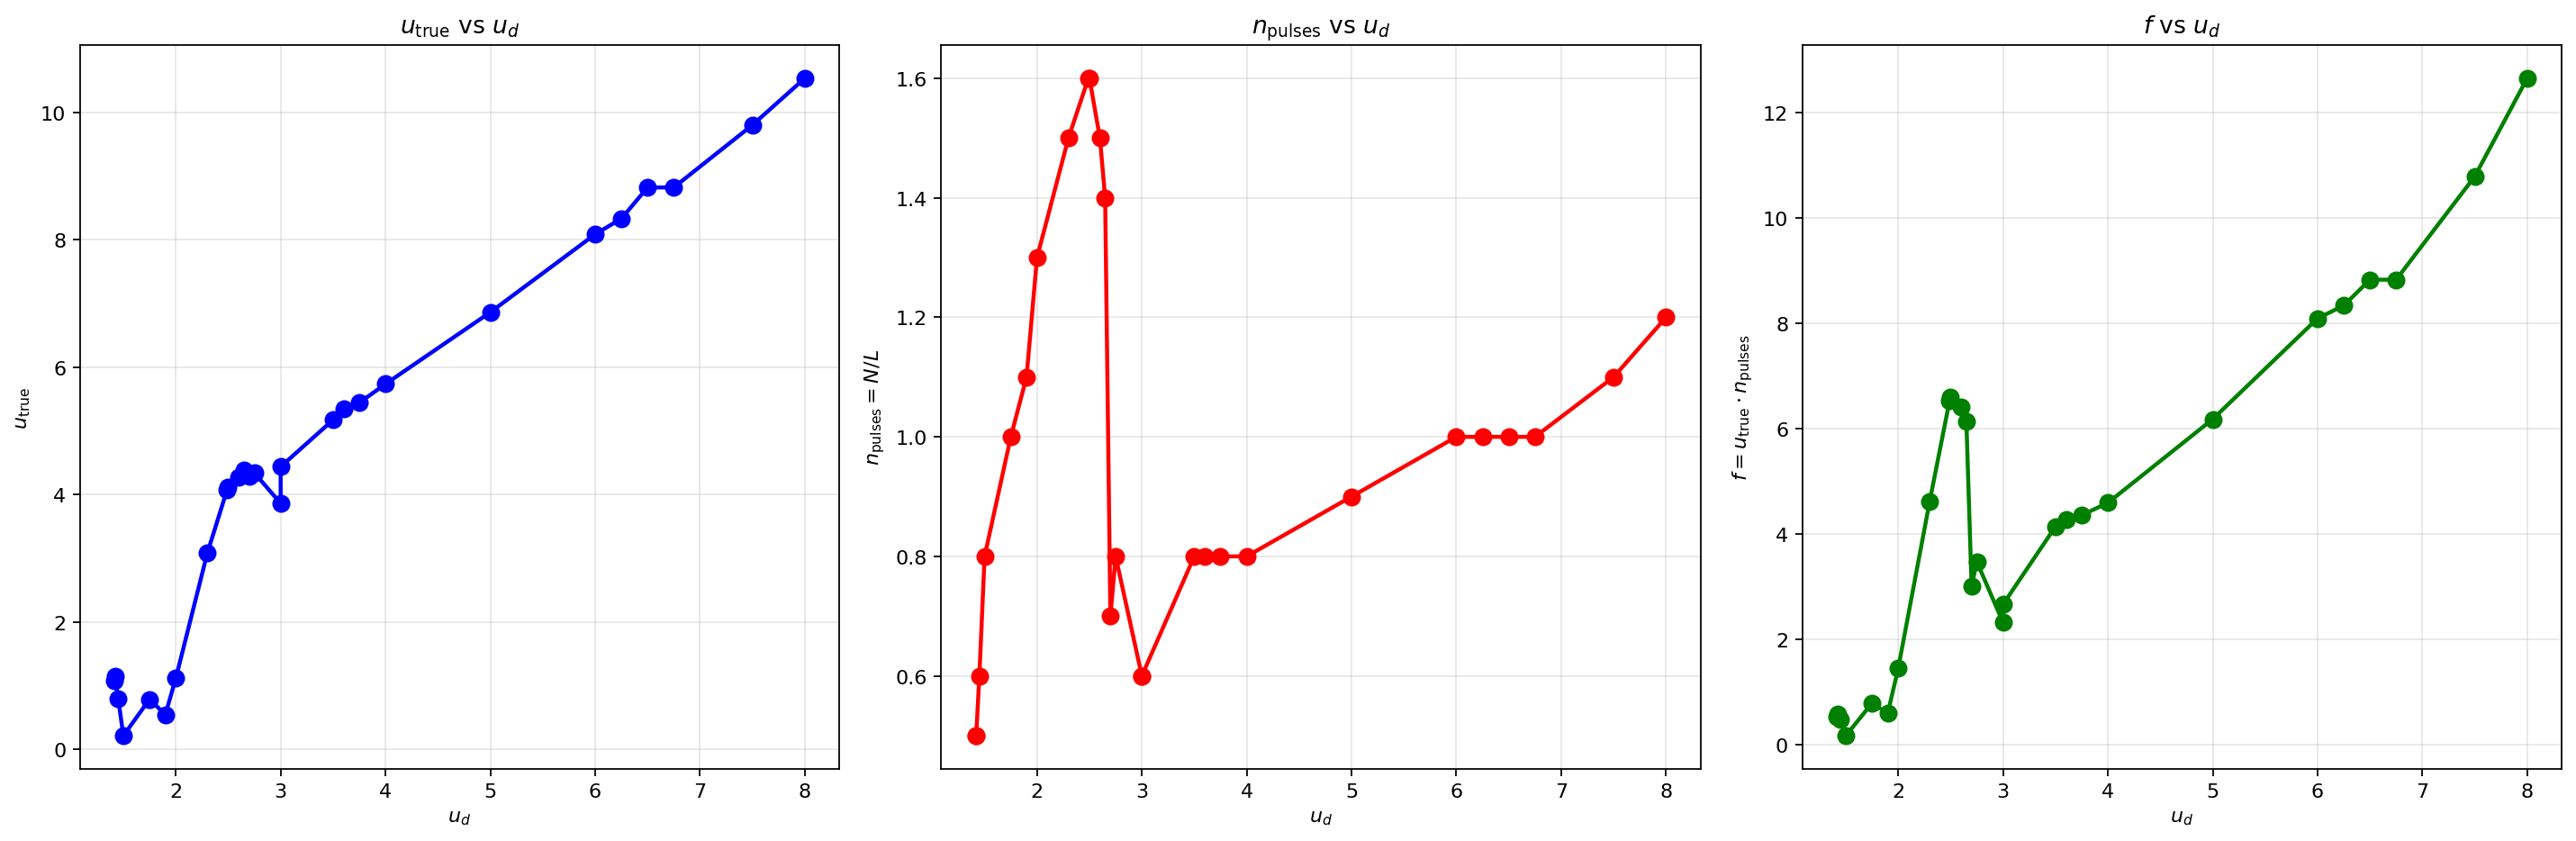 u_true vs u_d
u_true
10
8
6
4
2
0
2 3 4 5 6 7 8
u_d
n_pulses vs u_d
n_pulses = N/L
1.6
1.4
1.2
1.0
0.8
0.6
2 3 4 5 6 7 8
u_d
f vs u_d
f = u_true · n_pulses
12
10
8
6
4
2
0
2 3 4 5 6 7 8
u_d